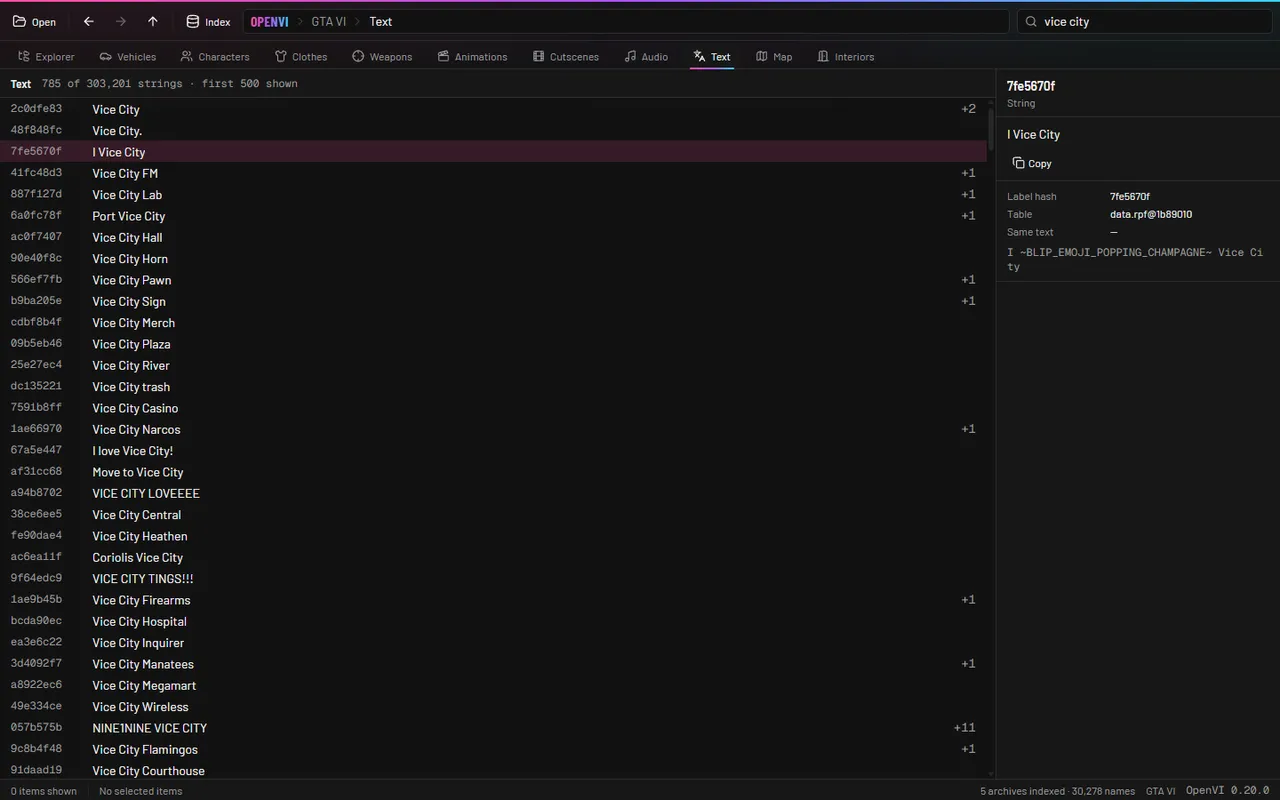 Open Index OPENVI GTA VI Text vice city
Explorer Vehicles Characters Clothes Weapons Animations Cutscenes Audio Text Map Interiors
Text 785 of 303,201 strings · first 500 shown
2c0dfe83 Vice City +2
48f848fc Vice City.
7fe5670f I Vice City
41fc48d3 Vice City FM +1
887f127d Vice City Lab +1
6a0fc78f Port Vice City +1
ac0f7407 Vice City Hall
90e40f8c Vice City Horn
566ef7fb Vice City Pawn +1
b9ba205e Vice City Sign +1
cdbf8b4f Vice City Merch
09b5eb46 Vice City Plaza
25e27ec4 Vice City River
dc135221 Vice City trash
7591b8ff Vice City Casino
1ae66970 Vice City Narcos +1
67a5e447 I love Vice City!
af31cc68 Move to Vice City
a94b8702 VICE CITY LOVEEEE
38ce6ee5 Vice City Central
fe90dae4 Vice City Heathen
ac6ea11f Coriolis Vice City
9f64edc9 VICE CITY TINGS!!!
1ae9b45b Vice City Firearms +1
bcda90ec Vice City Hospital
ea3e6c22 Vice City Inquirer
3d4092f7 Vice City Manatees +1
a8922ec6 Vice City Megamart
49e334ce Vice City Wireless
057b575b NINE1NINE VICE CITY +11
9c8b4f48 Vice City Flamingos +1
91daad19 Vice City Courthouse
7fe5670f
String
I Vice City
Copy
Label hash 7fe5670f
Table data.rpf@1b89010
Same text —
I ~BLIP_EMOJI_POPPING_CHAMPAGNE~ Vice Ci
ty
0 items shown No selected items 5 archives indexed · 30,278 names GTA VI OpenVI 0.20.0